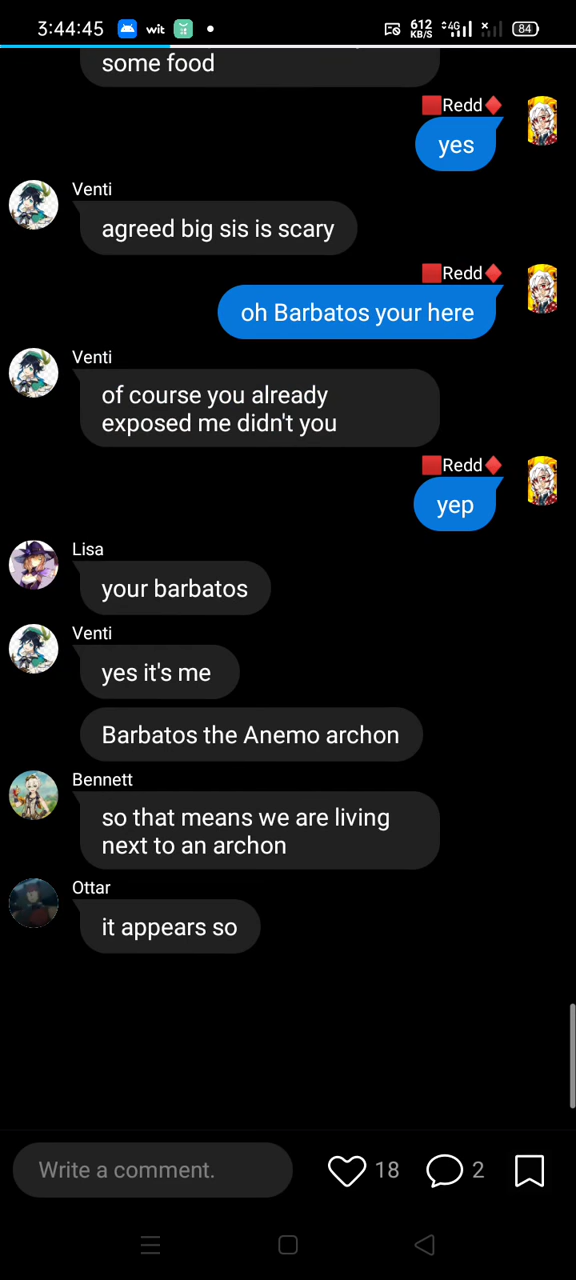 3:44:45 wit 612 KB/S 4G 84
some food
Redd
yes
Venti
agreed big sis is scary
Redd
oh Barbatos your here
Venti
of course you already
exposed me didn't you
Redd
yep
Lisa
your barbatos
Venti
yes it's me
Barbatos the Anemo archon
Bennett
so that means we are living
next to an archon
Ottar
it appears so
Write a comment. 18 2